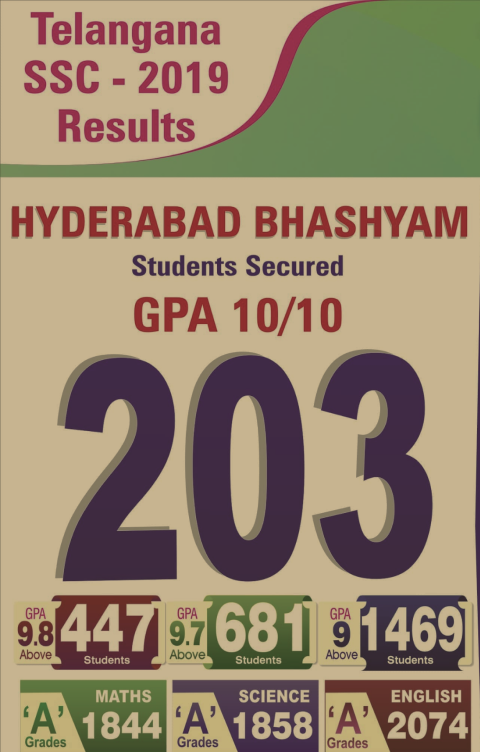 Telangana
SSC - 2019
Results
HYDERABAD BHASHYAM
Students Secured
GPA 10/10
203
GPA 9.8 Above 447 Students
GPA 9.7 Above 681 Students
GPA 9 Above 1469 Students
'A' Grades MATHS 1844
'A' Grades SCIENCE 1858
'A' Grades ENGLISH 2074